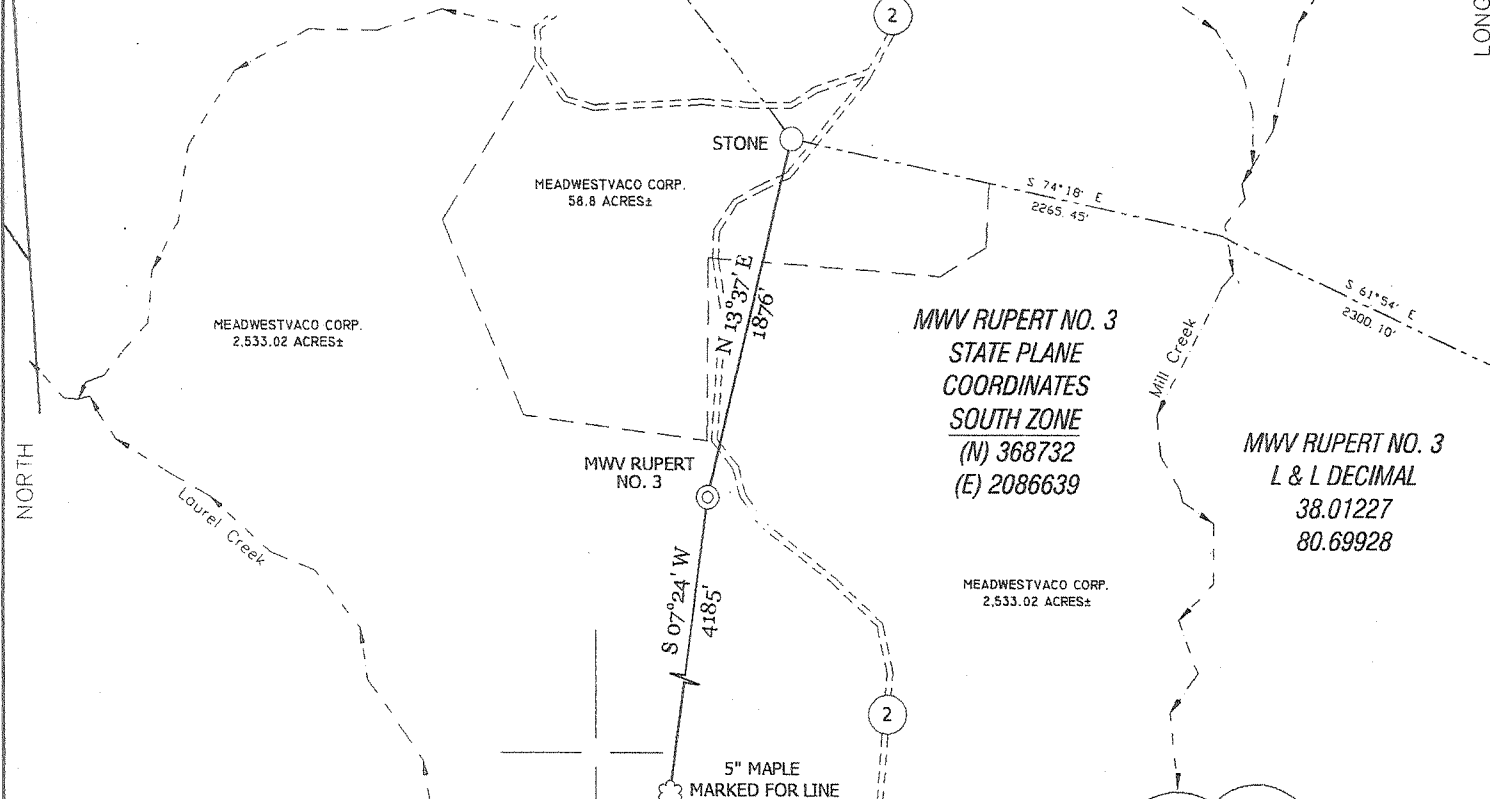 2
LONG
STONE
MEADWESTVACO CORP.
58.8 ACRES±
S 74°18' E
2265.45'
N 13°37' E
1876'
S 61°54' E
2300.10'
MEADWESTVACO CORP.
2,533.02 ACRES±
MWV RUPERT NO. 3
STATE PLANE
COORDINATES
SOUTH ZONE
(N) 368732
(E) 2086639
Mill Creek
MWV RUPERT NO. 3
L & L DECIMAL
38.01227
80.69928
NORTH
MWV RUPERT
NO. 3
Laurel Creek
S 07°24' W
4185'
MEADWESTVACO CORP.
2,533.02 ACRES±
2
5" MAPLE
MARKED FOR LINE